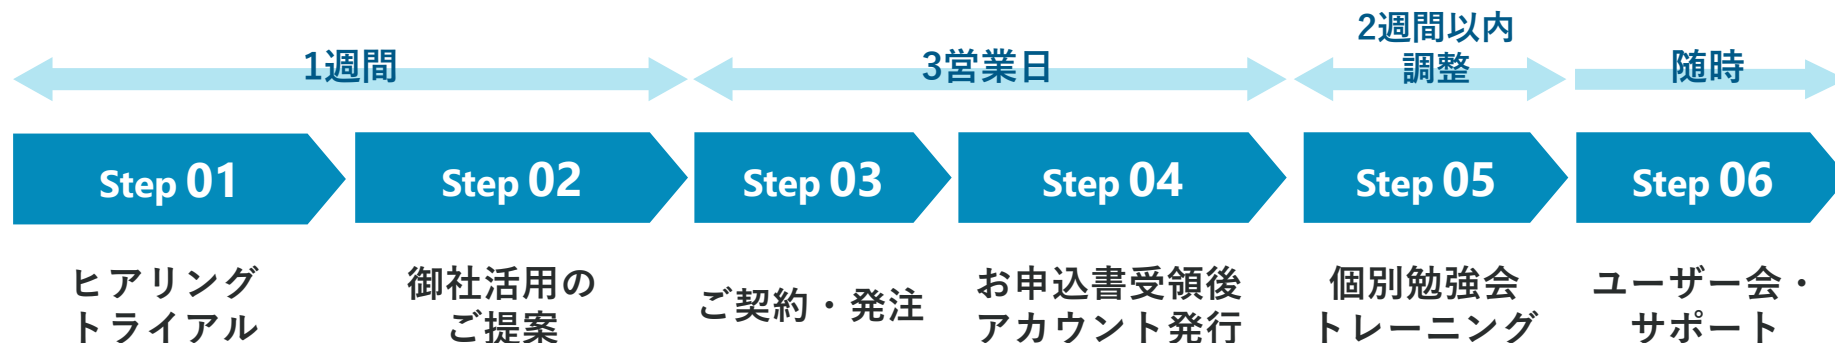 1週間
3営業日
2週間以内
調整
随時
Step 01
Step 02
Step 03
Step 04
Step 05
Step 06
ヒアリング
トライアル
御社活用の
ご提案
ご契約・発注
お申込書受領後
アカウント発行
個別勉強会
トレーニング
ユーザー会・
サポート